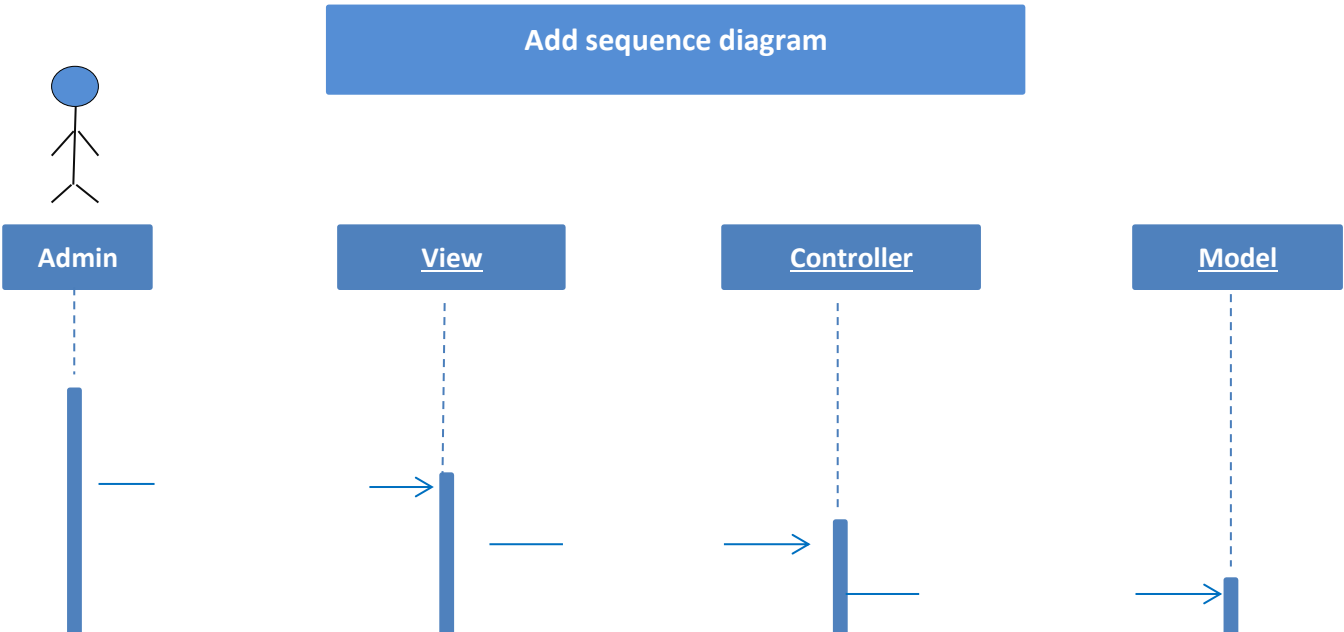 Add sequence diagram
Admin
View
Controller
Model